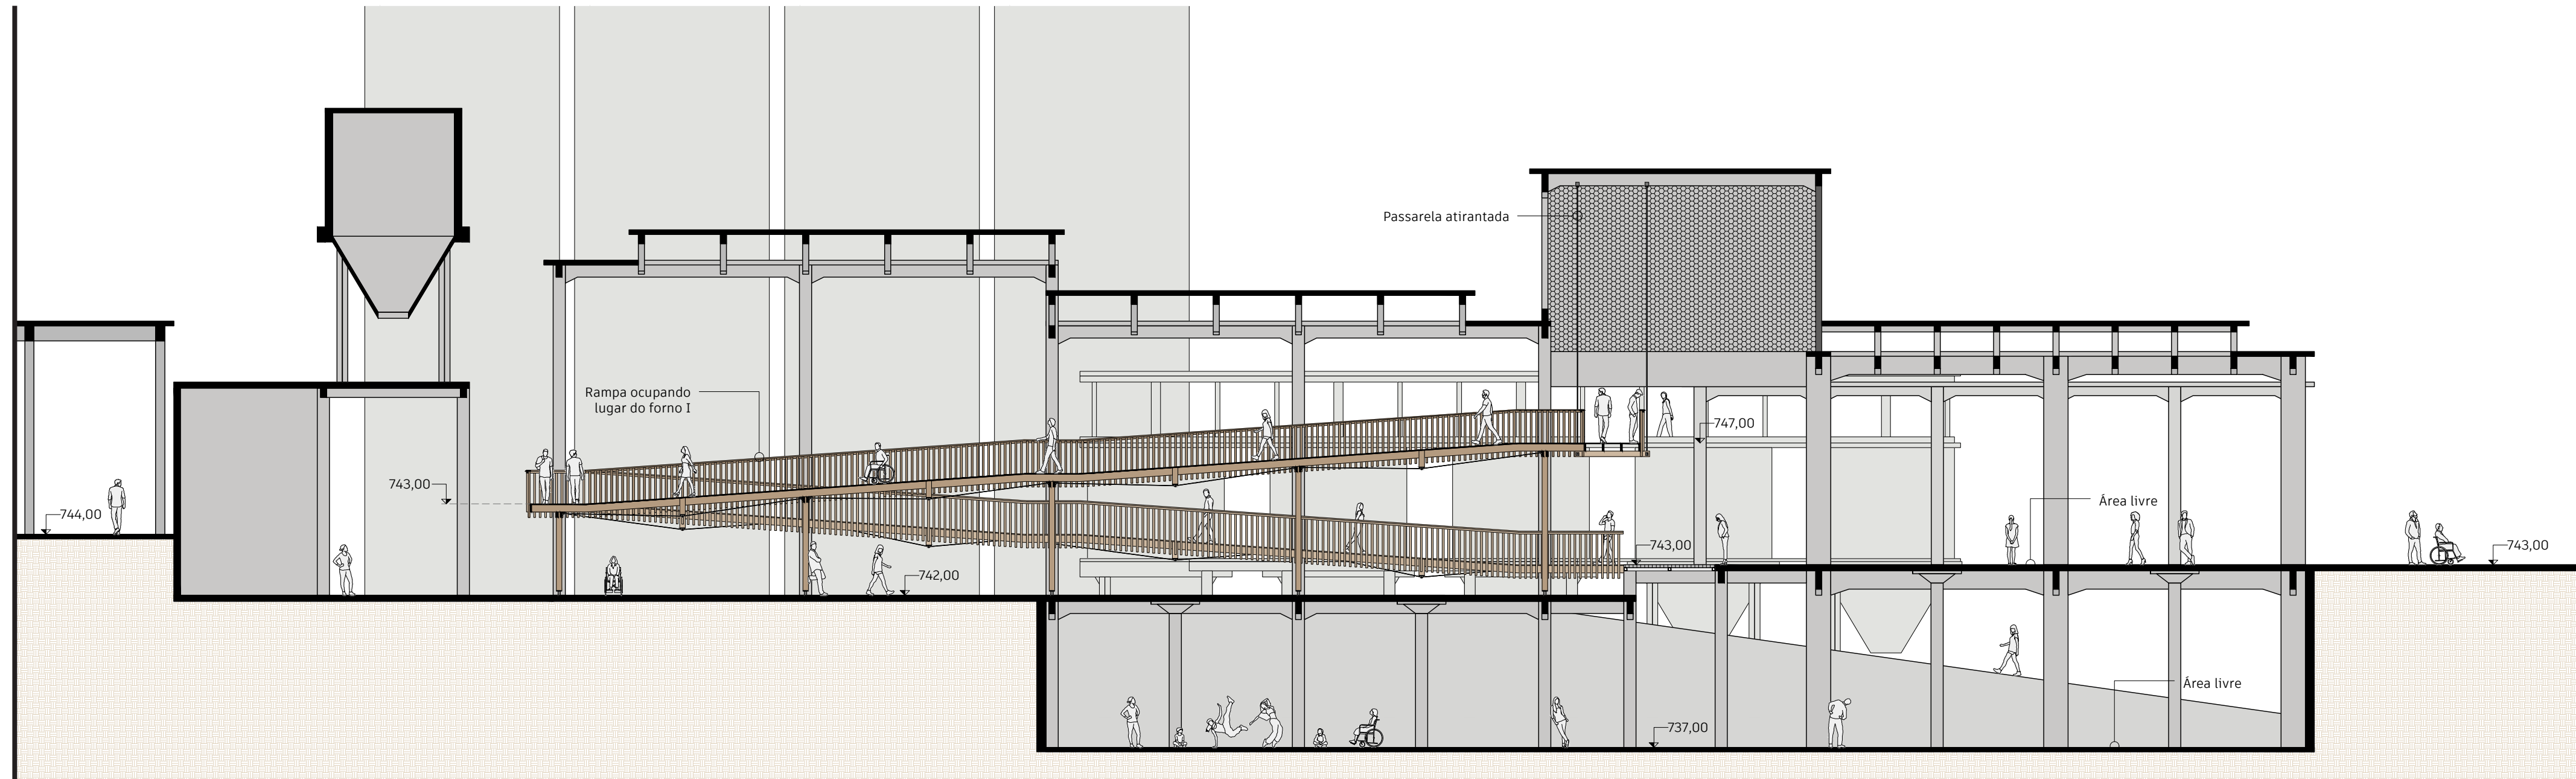 Passarela atirantada
Rampa ocupando
lugar do forno I
747,00
743,00
Área livre
744,00
743,00
743,00
742,00
Área livre
737,00